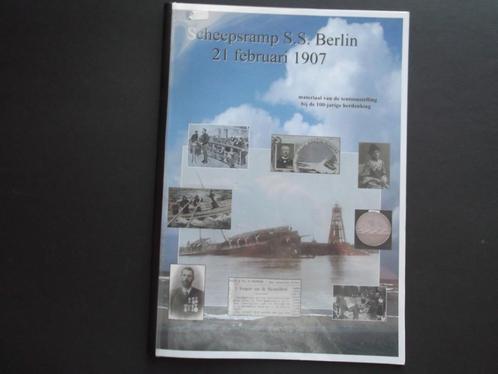 Scheepsramp S.S. Berlin
21 februari 1907
materiaal van de tentoonstelling
bij de 100-jarige herdenking